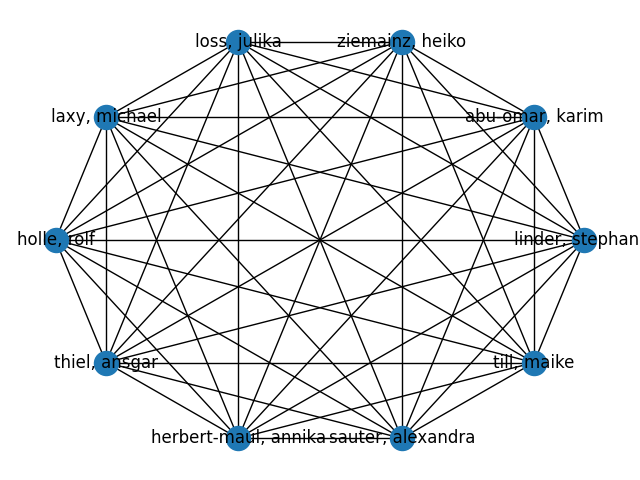 loss, julika
ziemainz, heiko
laxy, michael
abu-omar, karim
holle, rolf
linder, stephan
thiel, ansgar
till, maike
herbert-maul, annika
sauter, alexandra